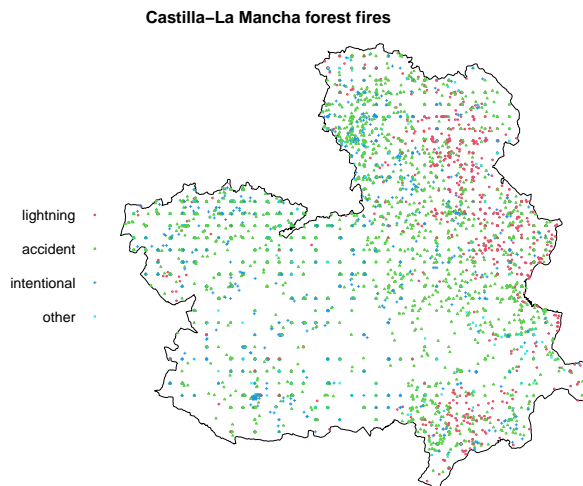 Castilla–La Mancha forest fires
lightning
accident
intentional
other